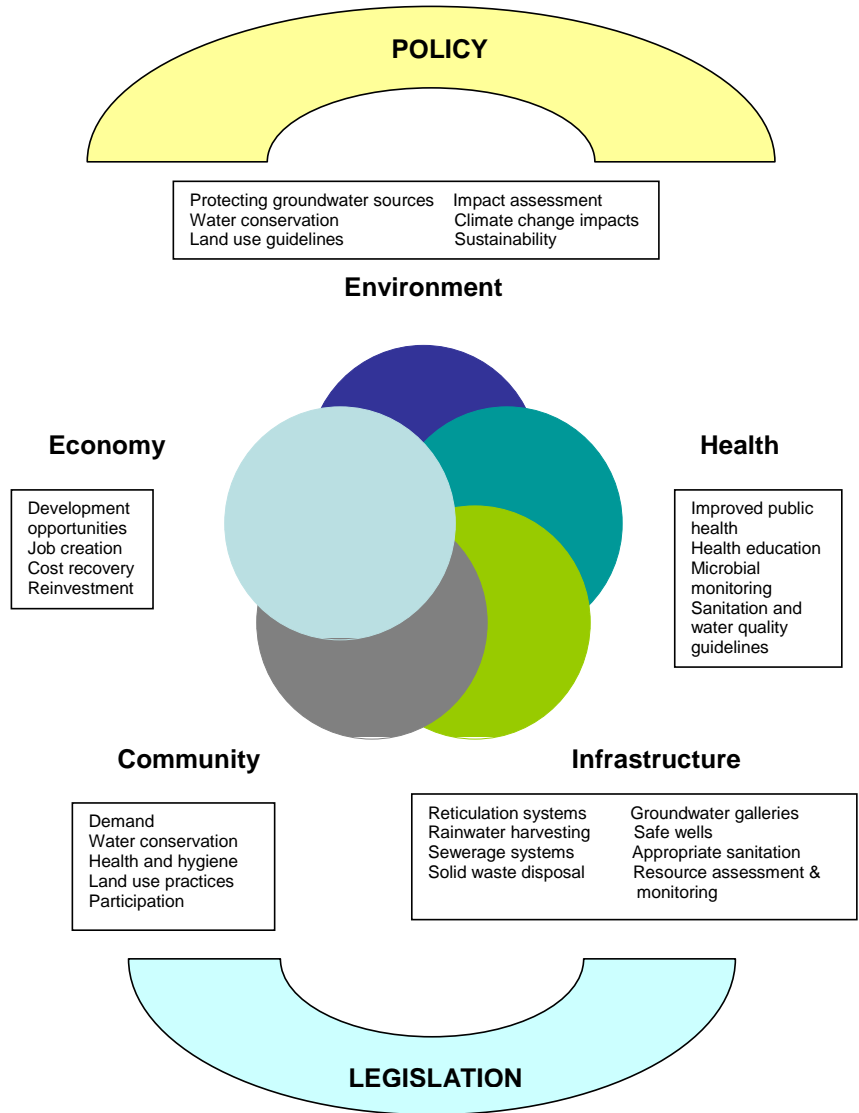 POLICY
Protecting groundwater sources Impact assessment
Water conservation Climate change impacts
Land use guidelines Sustainability
Environment
Economy
Development
opportunities
Job creation
Cost recovery
Reinvestment
Health
Improved public
health
Health education
Microbial
monitoring
Sanitation and
water quality
guidelines
Community
Demand
Water conservation
Health and hygiene
Land use practices
Participation
Infrastructure
Reticulation systems Groundwater galleries
Rainwater harvesting Safe wells
Sewerage systems Appropriate sanitation
Solid waste disposal Resource assessment &
monitoring
LEGISLATION